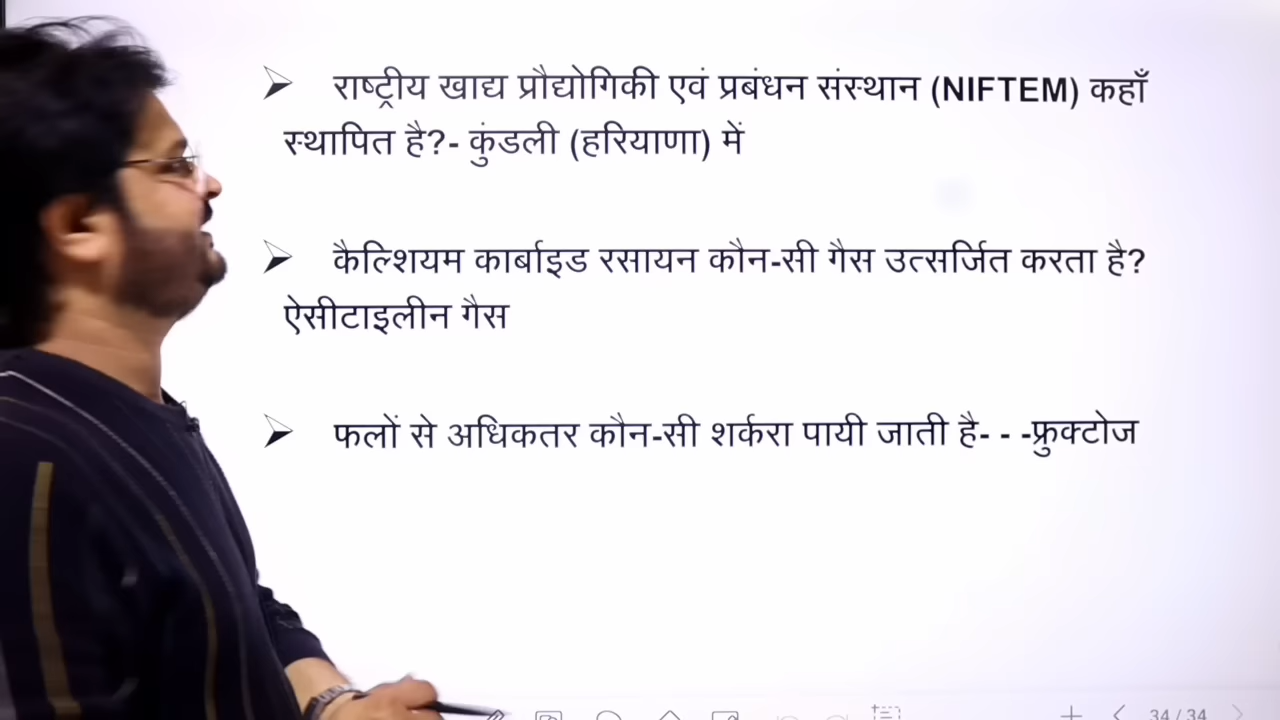 ➢ राष्ट्रीय खाद्य प्रौद्योगिकी एवं प्रबंधन संस्थान (NIFTEM) कहाँ
स्थापित है?- कुंडली (हरियाणा) में
➢ कैल्शियम कार्बाइड रसायन कौन-सी गैस उत्सर्जित करता है?
ऐसीटाइलीन गैस
➢ फलों से अधिकतर कौन-सी शर्करा पायी जाती है- - -फ्रुक्टोज
34/34